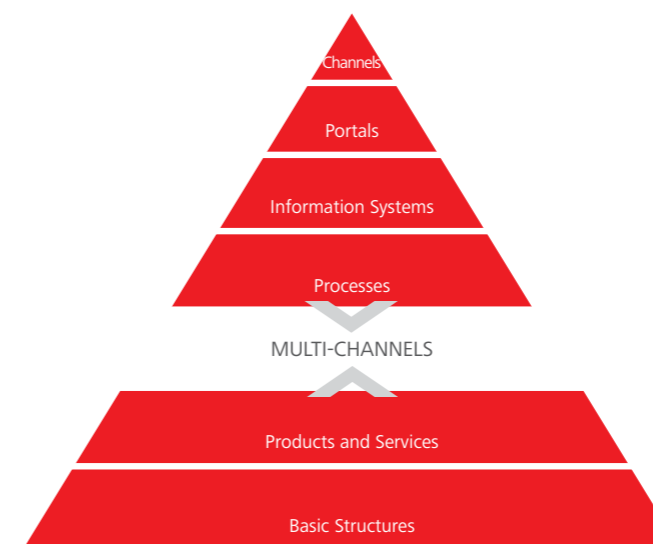 Channels
Portals
Information Systems
Processes
MULTI-CHANNELS
Products and Services
Basic Structures